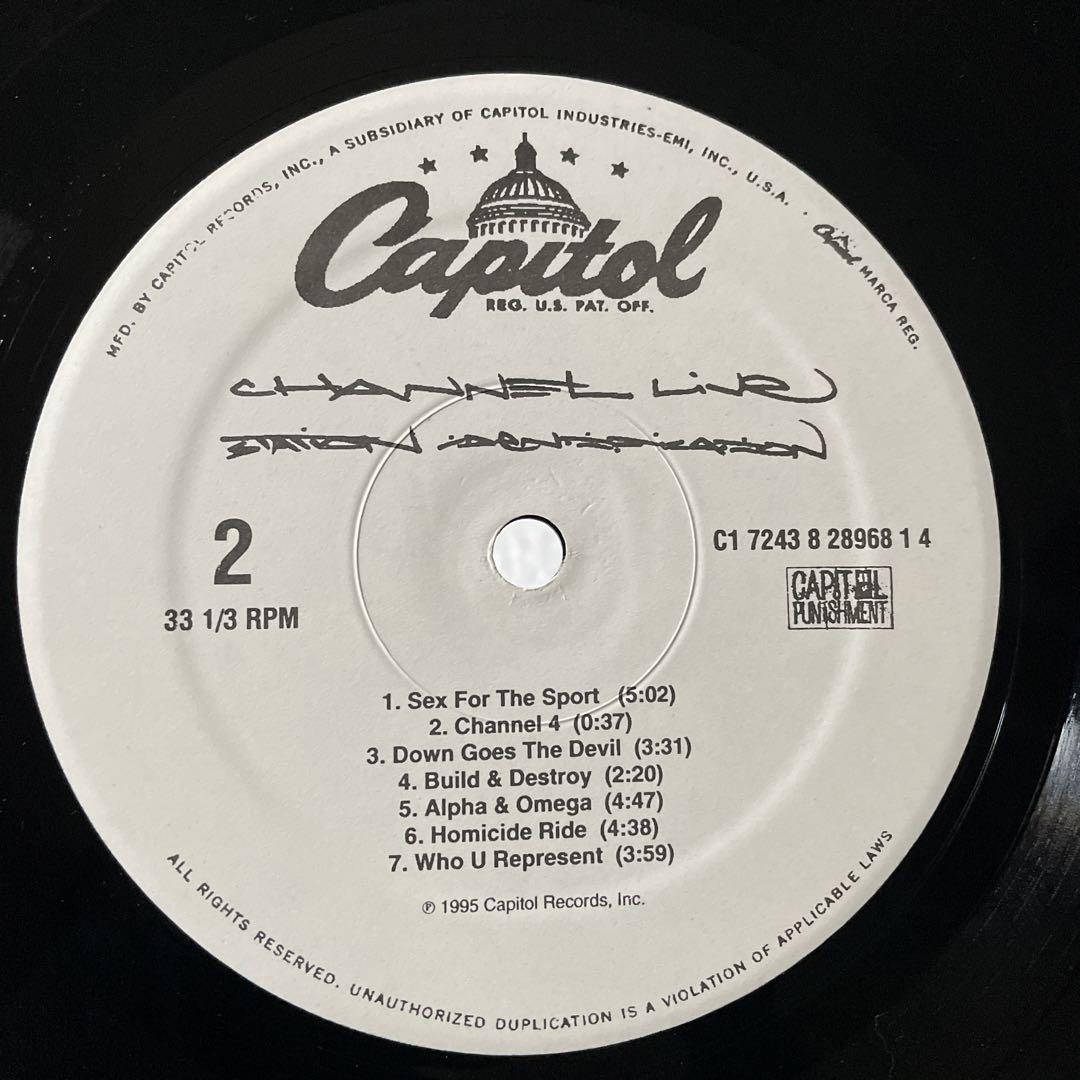 MFD. BY CAPITOL RECORDS, INC., A SUBSIDIARY OF CAPITOL INDUSTRIES-EMI, INC., U.S.A. . Capitol MARCA REG.
Capitol
REG. U.S. PAT. OFF.
CHANNEL LIVE
STATION IDENTIFICATION
2
33 1/3 RPM
C1 7243 8 28968 1 4
CAPITOL
PUNISHMENT
1. Sex For The Sport (5:02)
2. Channel 4 (0:37)
3. Down Goes The Devil (3:31)
4. Build & Destroy (2:20)
5. Alpha & Omega (4:47)
6. Homicide Ride (4:38)
7. Who U Represent (3:59)
℗ 1995 Capitol Records, Inc.
ALL RIGHTS RESERVED. UNAUTHORIZED DUPLICATION IS A VIOLATION OF APPLICABLE LAWS